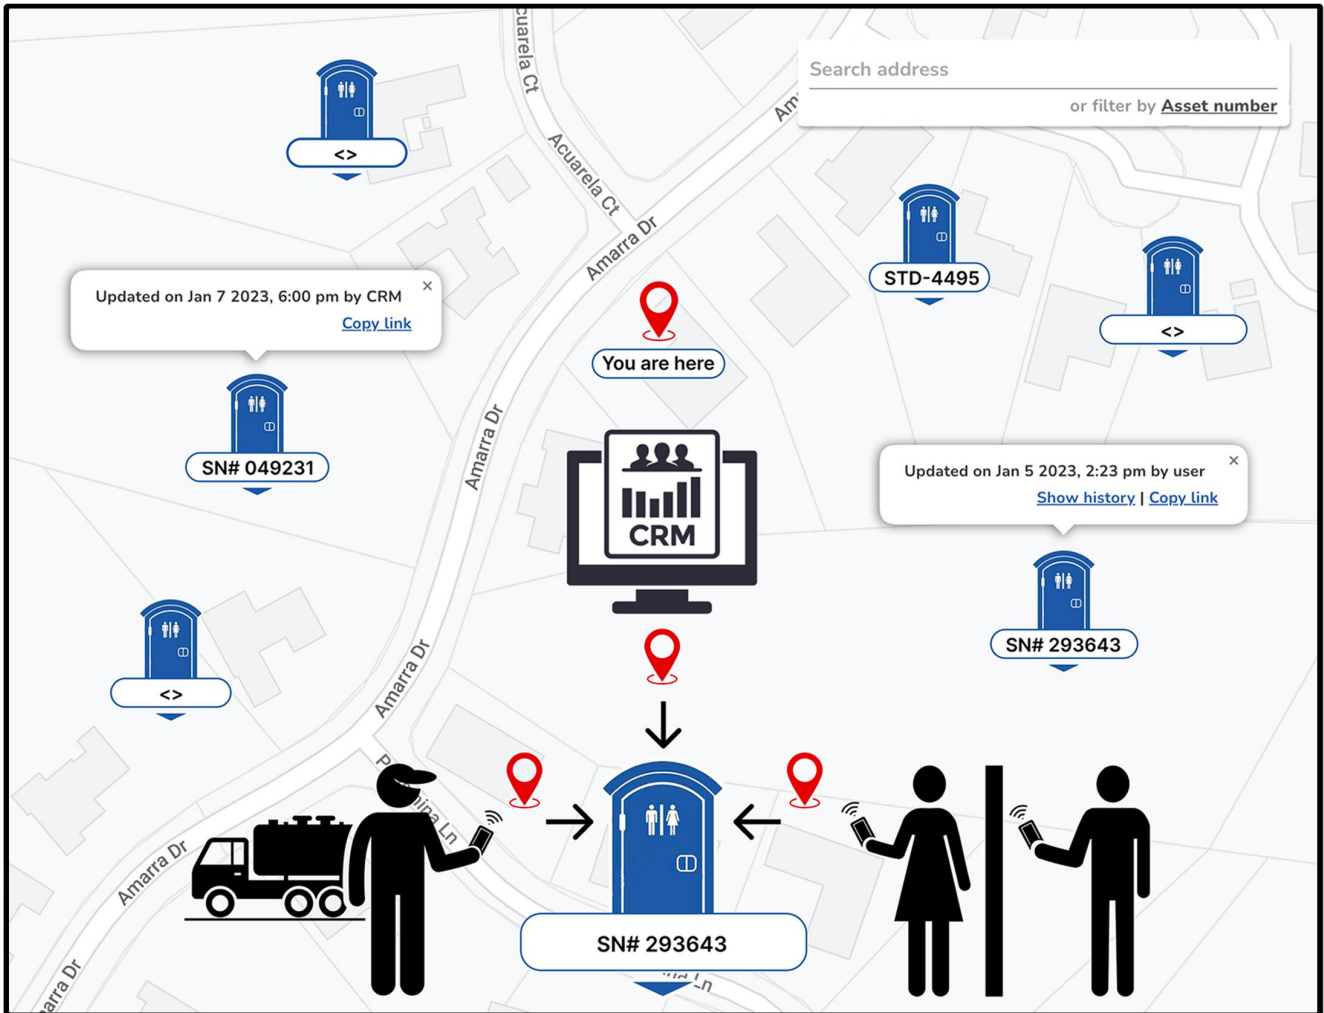 Search address
or filter by Asset number
Acuarela Ct
Acuarela Ct
Amarra Dr
<>
STD-4495
<>
Updated on Jan 7 2023, 6:00 pm by CRM
Copy link
You are here
SN# 049231
Amarra Dr
CRM
Updated on Jan 5 2023, 2:23 pm by user
Show history | Copy link
SN# 293643
<>
Amarra Dr
Amarra Dr
SN# 293643
Amarra Dr